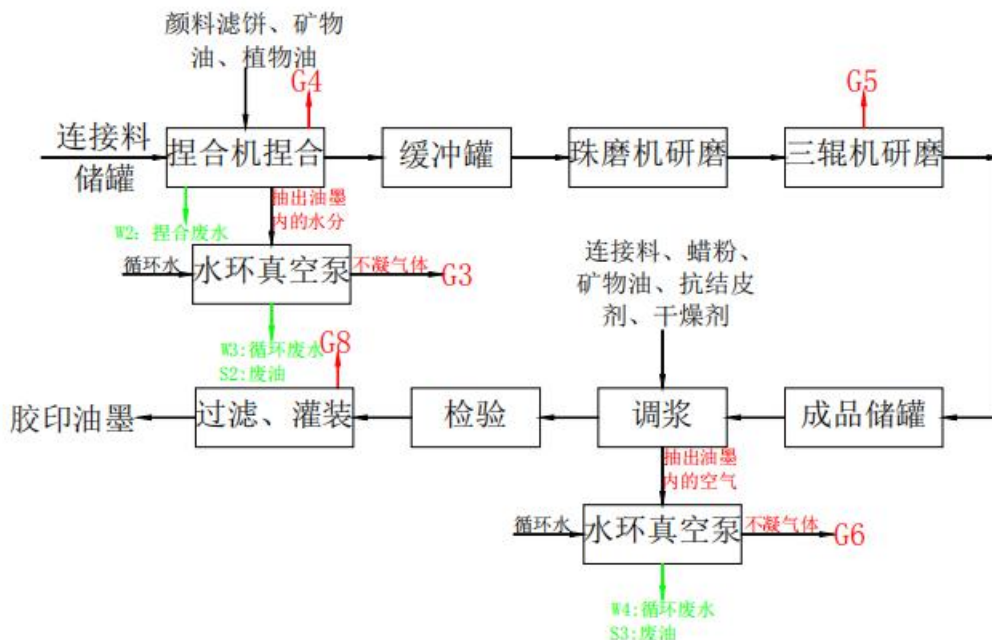 颜料滤饼、矿物
油、植物油
G4
G5
连接料
储罐
捏合机捏合
缓冲罐
珠磨机研磨
三辊机研磨
W2：捏合废水
抽出油墨
内的水分
循环水
水环真空泵
不凝气体
G3
连接料、蜡粉、
矿物油、抗结皮
剂、干燥剂
W3:循环废水
S2:废油
G8
胶印油墨
过滤、灌装
检验
调浆
成品储罐
抽出油墨
内的空气
循环水
水环真空泵
不凝气体
G6
W4:循环废水
S3:废油